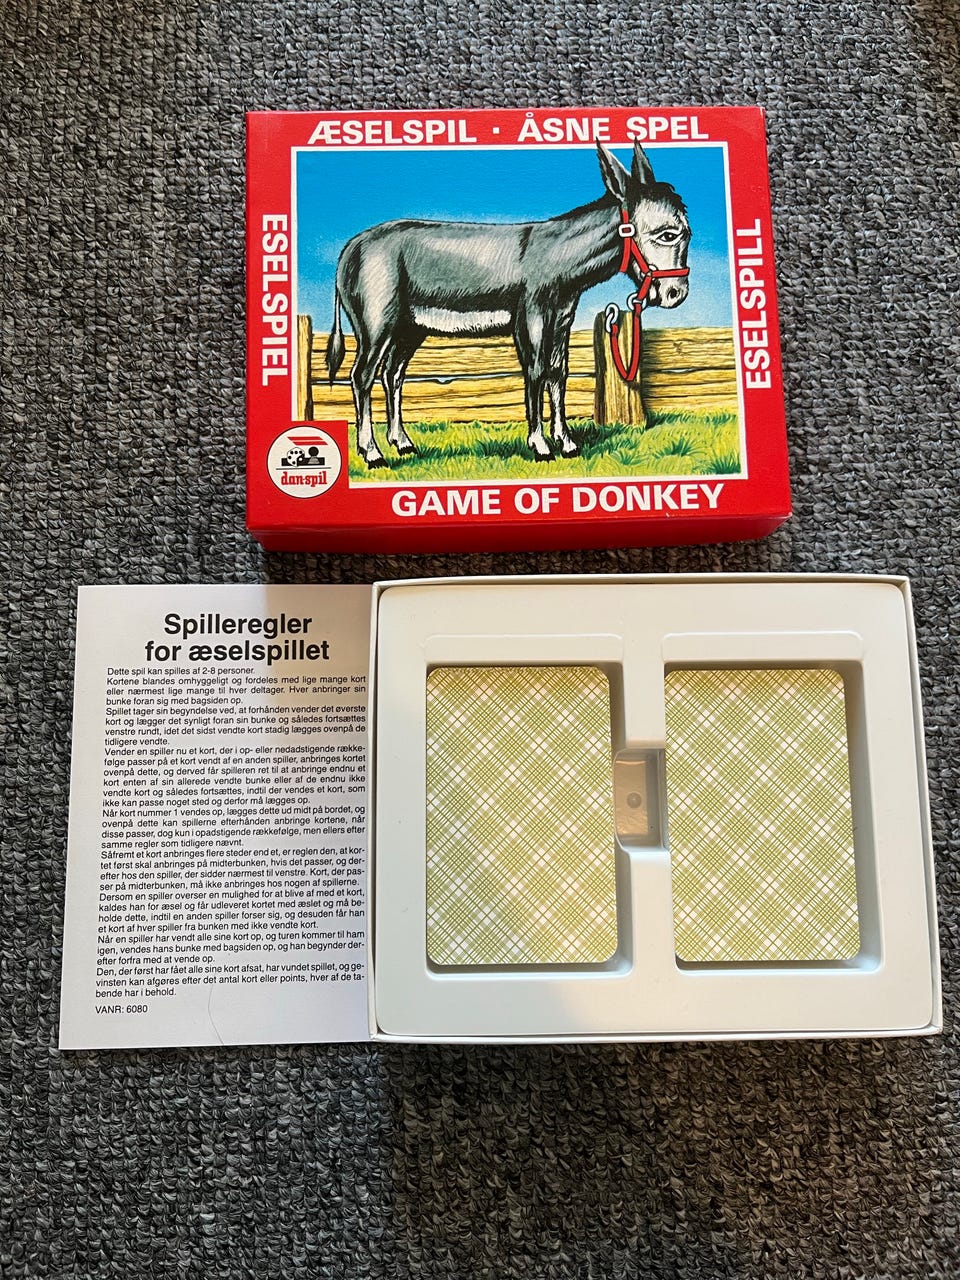 ÆSELSPIL · ÅSNE SPEL
ESELSPIEL
ESELSPILL
dan-spil
GAME OF DONKEY
Spilleregler
for æselspillet
Dette spil kan spilles af 2-8 personer.
Kortene blandes omhyggeligt og fordeles med lige mange kort
eller nærmest lige mange til hver deltager. Hver anbringer sin
bunke foran sig med bagsiden op.
Spillet tager sin begyndelse ved, at forhånden vender det øverste
kort og lægger det synligt foran sin bunke og således fortsættes
venstre rundt, idet det sidst vendte kort stadig lægges ovenpå de
tidligere vendte.
Vender en spiller nu et kort, der i op- eller nedadstigende række-
følge passer på et kort vendt af en anden spiller, anbringes kortet
ovenpå dette, og derved får spilleren ret til at anbringe endnu et
kort enten af sin allerede vendte bunke eller af de endnu ikke
vendte kort og således fortsættes, indtil der vendes et kort, som
ikke kan passe noget sted og derfor må lægges op.
Når kort nummer 1 vendes op, lægges dette ud midt på bordet, og
ovenpå dette kan spillerne efterhånden anbringe kortene, når
disse passer, dog kun i opadstigende rækkefølge, men ellers efter
samme regler som tidligere nævnt.
Såfremt et kort anbringes flere steder end et, er reglen den, at kor-
tet først skal anbringes på midterbunken, hvis det passer, og der-
efter hos den spiller, der sidder nærmest til venstre. Kort, der pas-
ser på midterbunken, må ikke anbringes hos nogen af spillerne.
Dersom en spiller overser en mulighed for at blive af med et kort,
kaldes han for æsel og får udleveret kortet med æslet og må be-
holde dette, indtil en anden spiller forser sig, og desuden får han
et kort af hver spiller fra bunken med ikke vendte kort.
Når en spiller har vendt alle sine kort op, og turen kommer til ham
igen, vendes hans bunke med bagsiden op, og han begynder der-
efter forfra med at vende op.
Den, der først har fået alle sine kort afsat, har vundet spillet, og ge-
vinsten kan afgøres efter det antal kort eller points, hver af de ta-
bende har i behold.
VANR: 6080